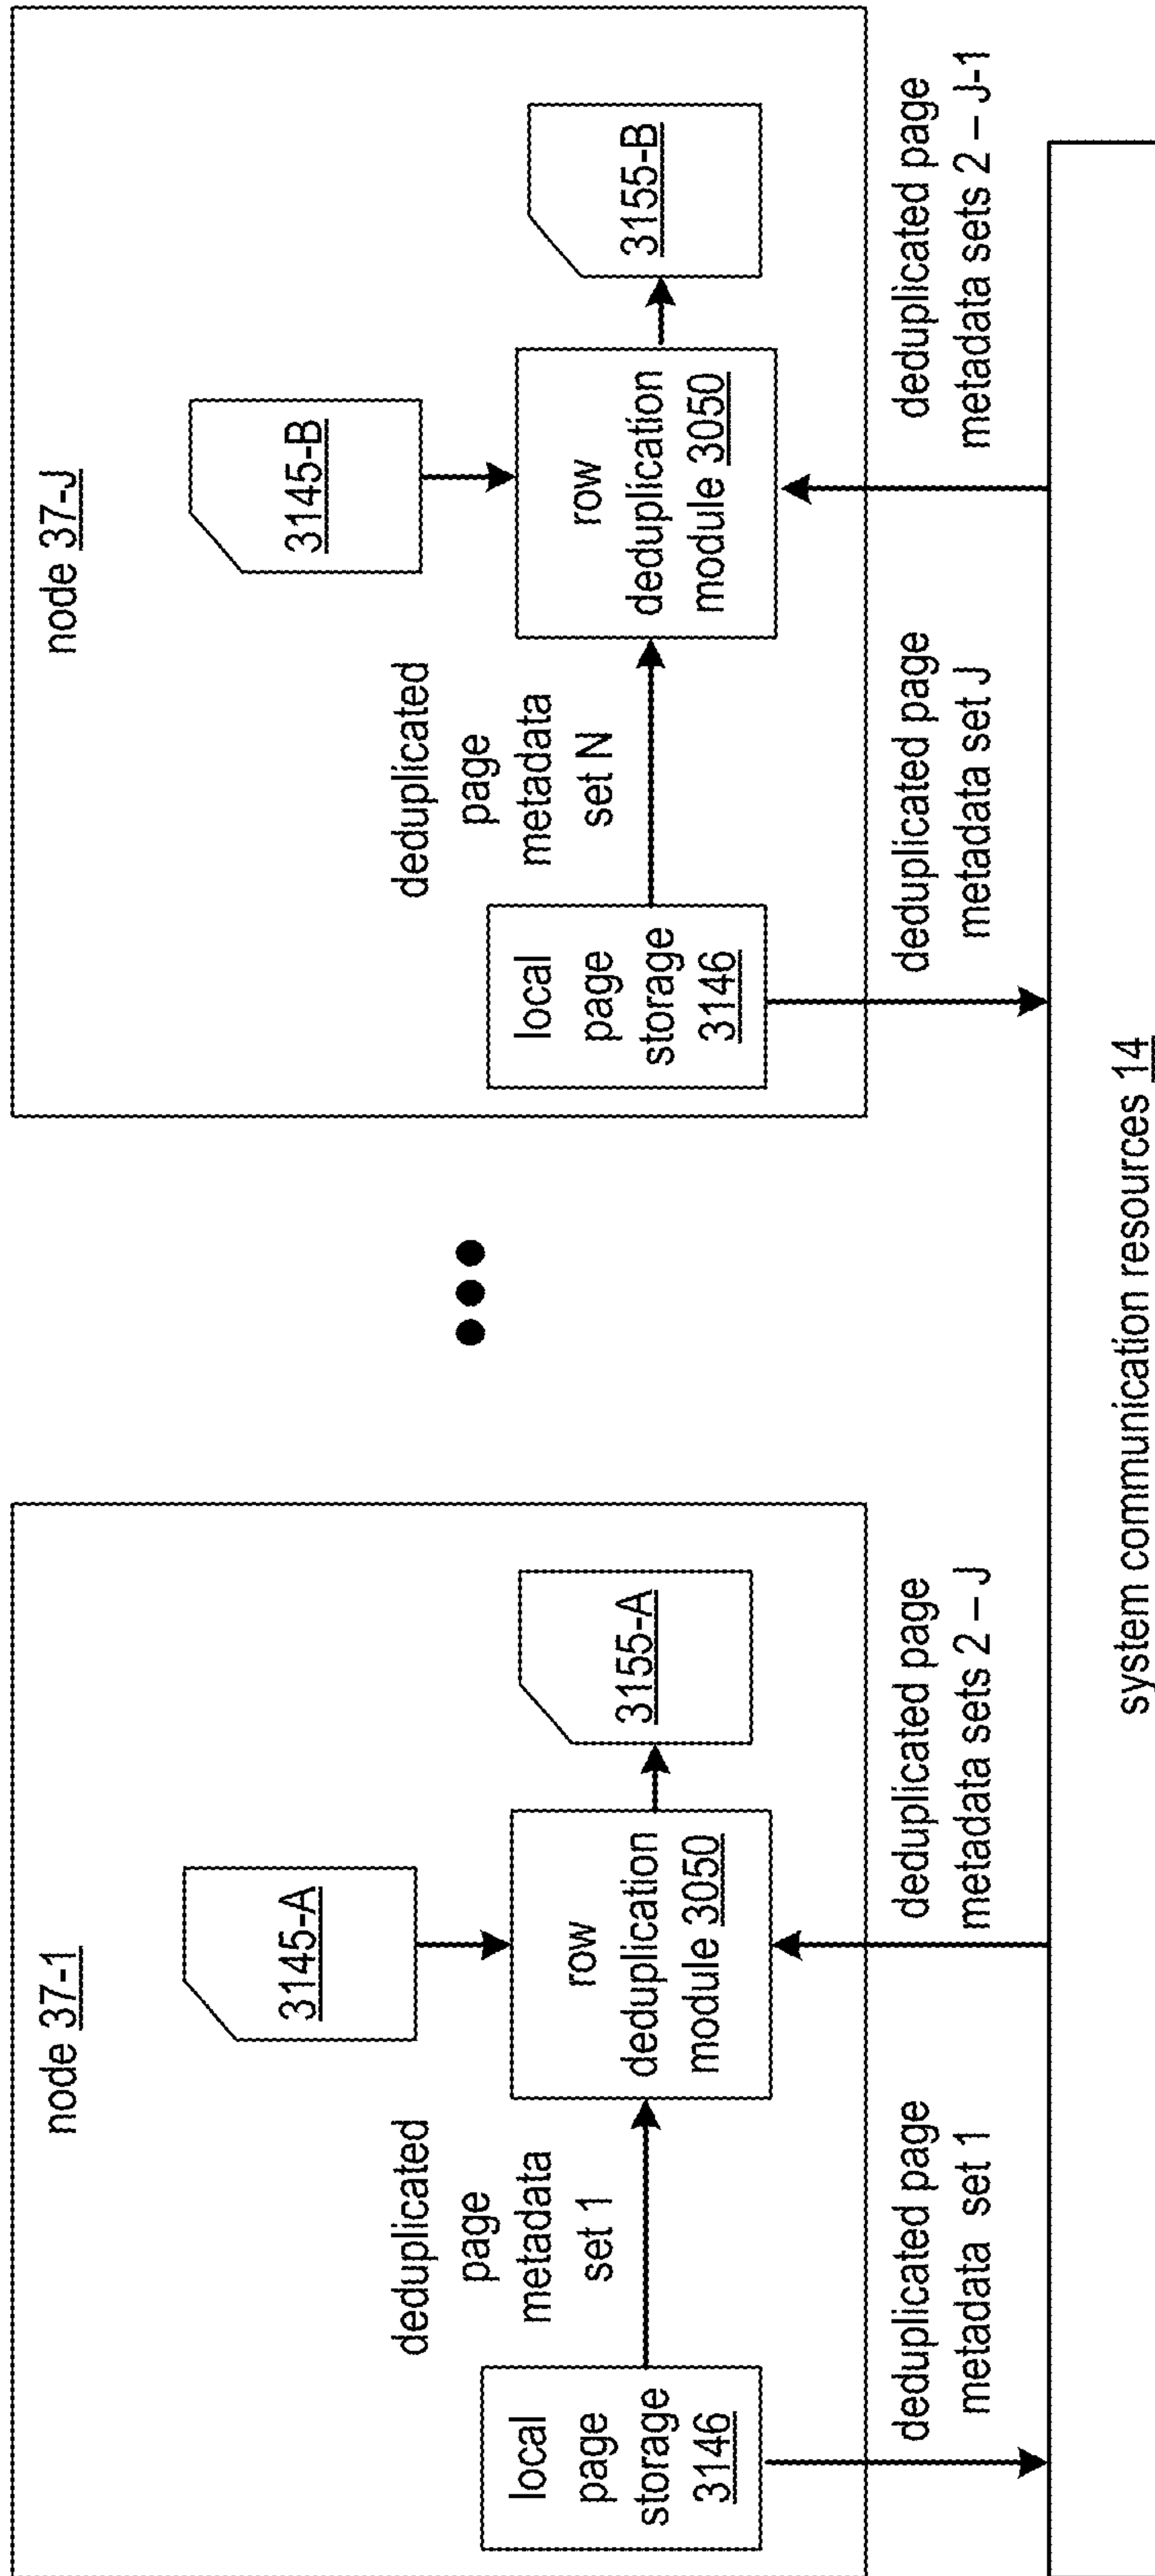 node 37-1
3145-A
deduplicated
page
metadata
set 1
local
page
storage
3146
row
deduplication
module 3050
3155-A
deduplicated page
metadata set 1
deduplicated page
metadata sets 2 – J
node 37-J
3145-B
deduplicated
page
metadata
set N
local
page
storage
3146
row
deduplication
module 3050
3155-B
deduplicated page
metadata set J
deduplicated page
metadata sets 2 – J-1
system communication resources 14